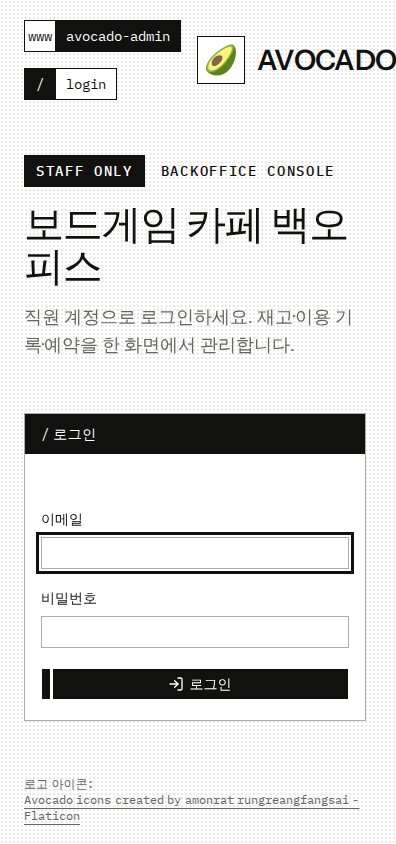 www avocado-admin
/ login
AVOCADO
STAFF ONLY BACKOFFICE CONSOLE
보드게임 카페 백오
피스
직원 계정으로 로그인하세요. 재고·이용 기
록·예약을 한 화면에서 관리합니다.
/ 로그인
이메일
비밀번호
로그인
로고 아이콘:
Avocado icons created by amonrat rungreangfangsai -
Flaticon